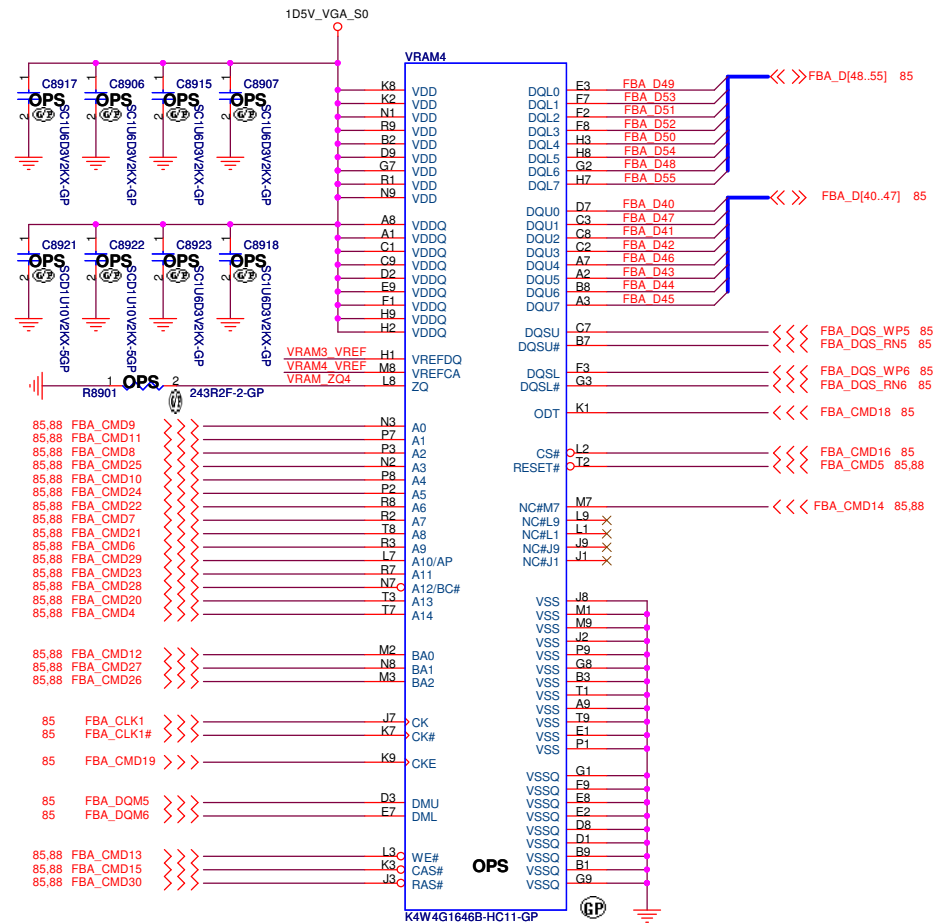 1D5V_VGA_S0
VRAM4
C8917 C8906 C8915 C8907
1 1 1 1
OPS OPS OPS OPS
G/P G/P G/P G/P
2 2 2 2
SC1U6D3V2KX-GP SC1U6D3V2KX-GP SC1U6D3V2KX-GP SC1U6D3V2KX-GP
C8921 C8922 C8923 C8918
1 1 1 1
OPS OPS OPS OPS
G/P G/P G/P G/P
2 2 2 2
SCD1U10V2KX-5GP SCD1U10V2KX-5GP SC1U6D3V2KX-GP SC1U6D3V2KX-GP
K8 VDD
K2 VDD
N1 VDD
R9 VDD
B2 VDD
D9 VDD
G7 VDD
R1 VDD
N9 VDD
A8 VDDQ
A1 VDDQ
C1 VDDQ
C9 VDDQ
D2 VDDQ
E9 VDDQ
F1 VDDQ
H9 VDDQ
H2 VDDQ
VRAM3_VREF H1 VREFDQ
VRAM4_VREF M8 VREFCA
VRAM_ZQ4 L8 ZQ
1 OPS 2
R8901 243R2F-2-GP
G/P
85,88 FBA_CMD9 N3 A0
85,88 FBA_CMD11 P7 A1
85,88 FBA_CMD8 P3 A2
85,88 FBA_CMD25 N2 A3
85,88 FBA_CMD10 P8 A4
85,88 FBA_CMD24 P2 A5
85,88 FBA_CMD22 R8 A6
85,88 FBA_CMD7 R2 A7
85,88 FBA_CMD21 T8 A8
85,88 FBA_CMD6 R3 A9
85,88 FBA_CMD29 L7 A10/AP
85,88 FBA_CMD23 R7 A11
85,88 FBA_CMD28 N7 A12/BC#
85,88 FBA_CMD20 T3 A13
85,88 FBA_CMD4 T7 A14
85,88 FBA_CMD12 M2 BA0
85,88 FBA_CMD27 N8 BA1
85,88 FBA_CMD26 M3 BA2
85 FBA_CLK1 J7 CK
85 FBA_CLK1# K7 CK#
85 FBA_CMD19 K9 CKE
85 FBA_DQM5 D3 DMU
85 FBA_DQM6 E7 DML
85,88 FBA_CMD13 L3 WE#
85,88 FBA_CMD15 K3 CAS#
85,88 FBA_CMD30 J3 RAS#
DQL0 E3 FBA_D49
DQL1 F7 FBA_D53
DQL2 F2 FBA_D51
DQL3 F8 FBA_D52
DQL4 H3 FBA_D50
DQL5 H8 FBA_D54
DQL6 G2 FBA_D48
DQL7 H7 FBA_D55
FBA_D[48..55] 85
DQU0 D7 FBA_D40
DQU1 C3 FBA_D47
DQU2 C8 FBA_D41
DQU3 C2 FBA_D42
DQU4 A7 FBA_D46
DQU5 A2 FBA_D43
DQU6 B8 FBA_D44
DQU7 A3 FBA_D45
FBA_D[40..47] 85
DQSU C7 FBA_DQS_WP5 85
DQSU# B7 FBA_DQS_RN5 85
DQSL F3 FBA_DQS_WP6 85
DQSL# G3 FBA_DQS_RN6 85
ODT K1 FBA_CMD18 85
CS# L2 FBA_CMD16 85
RESET# T2 FBA_CMD5 85,88
NC#M7 M7 FBA_CMD14 85,88
NC#L9 L9
NC#L1 L1
NC#J9 J9
NC#J1 J1
VSS J8
VSS M1
VSS M9
VSS J2
VSS P9
VSS G8
VSS B3
VSS T1
VSS A9
VSS T9
VSS E1
VSS P1
VSSQ G1
VSSQ F9
VSSQ E8
VSSQ E2
VSSQ D8
VSSQ D1
VSSQ B9
VSSQ B1
VSSQ G9
OPS
K4W4G1646B-HC11-GP
GP